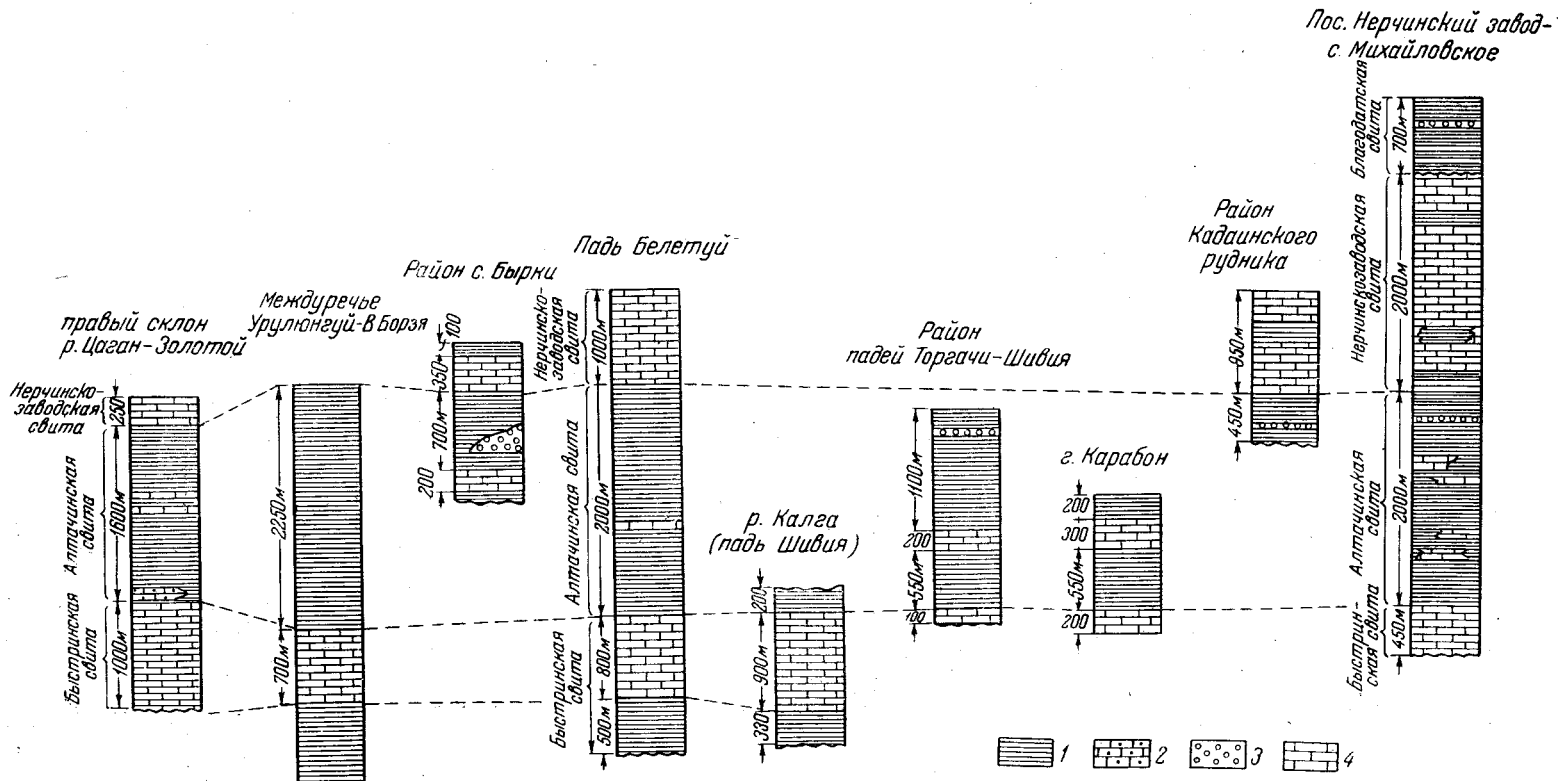 правый склон
р. Цаган-Золотой
Нерчинско-
заводская
свита
250
Алтачинская
свита
1600м
Быстринская
свита
1000м
Междуречье
Урулюнгуй-В Борзя
2250м
700м
Район с. Бырки
100
350
700м
200
Падь Белетуй
Нерчинско-
заводская
свита
1000м
Алтачинская свита
2000м
Быстринская
свита
800м
500м
р. Калга
(падь Шивия)
200
900м
330
Район
падей Торгачи-Шивия
1100м
200
550м
100
г. Карабон
200
300
550м
200
Район
Кадаинского
рудника
950м
450м
Пос. Нерчинский завод-
с. Михайловское
Благодатская
свита
700м
Нерчинскозаводская
свита
2000м
Алтачинская
свита
2000м
Быстрин-
ская свита
450м
1
2
3
4